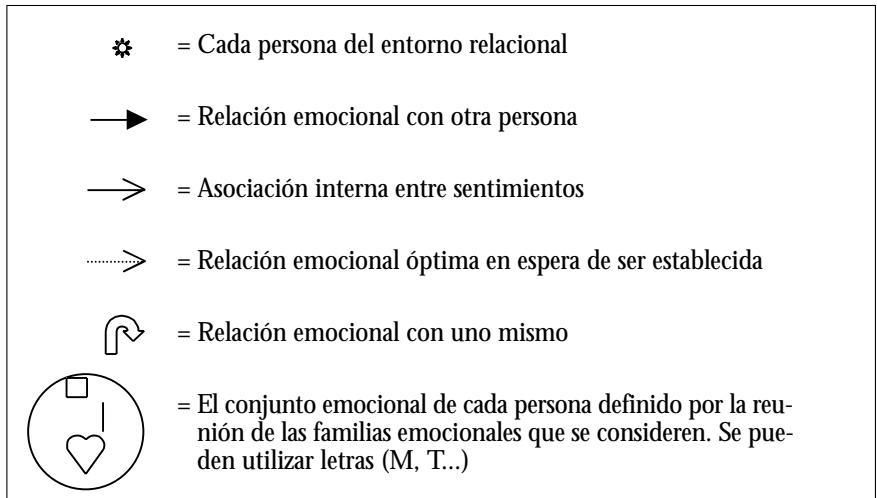 = Cada persona del entorno relacional
= Relación emocional con otra persona
= Asociación interna entre sentimientos
= Relación emocional óptima en espera de ser establecida
= Relación emocional con uno mismo
= El conjunto emocional de cada persona definido por la reu-
nión de las familias emocionales que se consideren. Se pue-
den utilizar letras (M, T...)